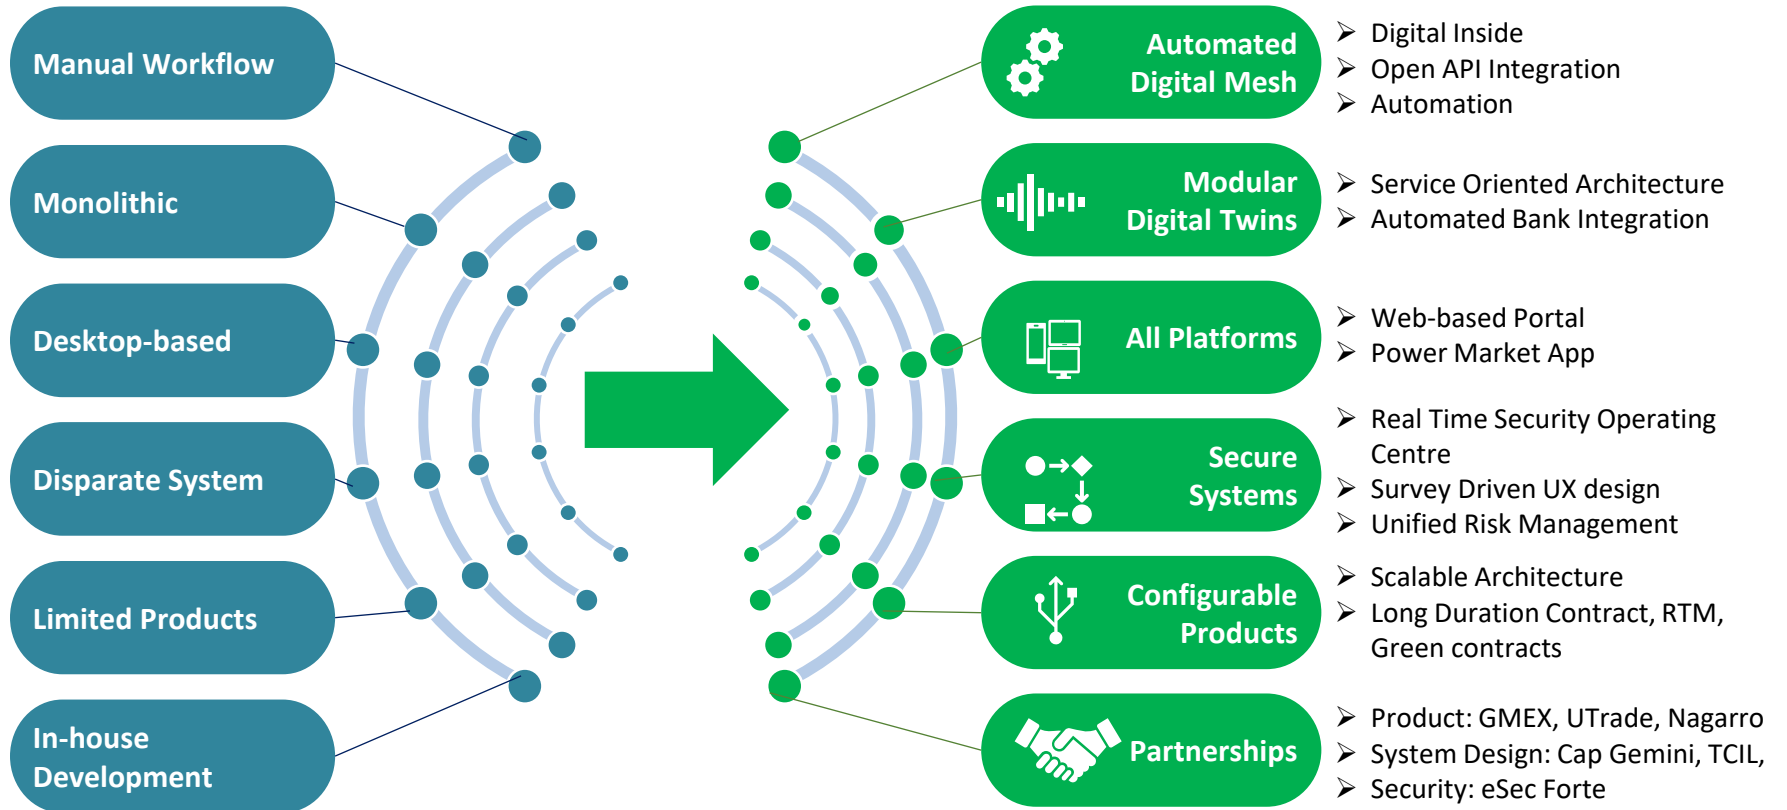 Manual Workflow
Monolithic
Desktop-based
Disparate System
Limited Products
In-house
Development
Automated
Digital Mesh
➢ Digital Inside
➢ Open API Integration
➢ Automation
Modular
Digital Twins
➢ Service Oriented Architecture
➢ Automated Bank Integration
All Platforms
➢ Web-based Portal
➢ Power Market App
Secure
Systems
➢ Real Time Security Operating
Centre
➢ Survey Driven UX design
➢ Unified Risk Management
Configurable
Products
➢ Scalable Architecture
➢ Long Duration Contract, RTM,
Green contracts
Partnerships
➢ Product: GMEX, UTrade, Nagarro
➢ System Design: Cap Gemini, TCIL,
➢ Security: eSec Forte